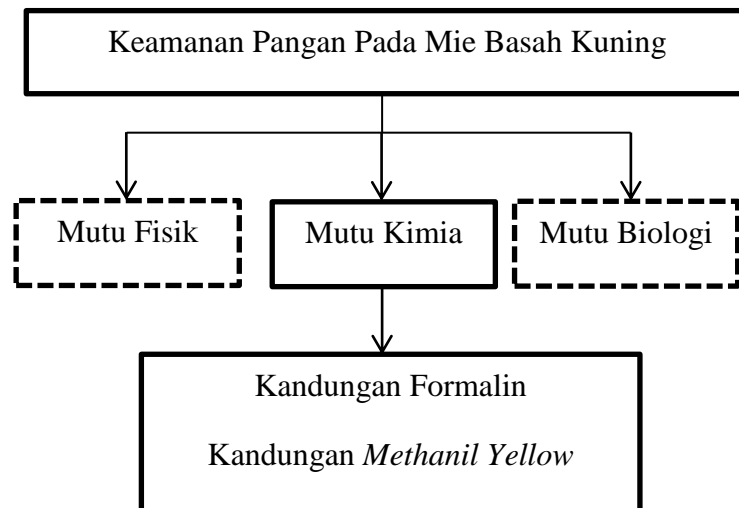 Keamanan Pangan Pada Mie Basah Kuning
Mutu Fisik
Mutu Kimia
Mutu Biologi
Kandungan Formalin
Kandungan Methanil Yellow